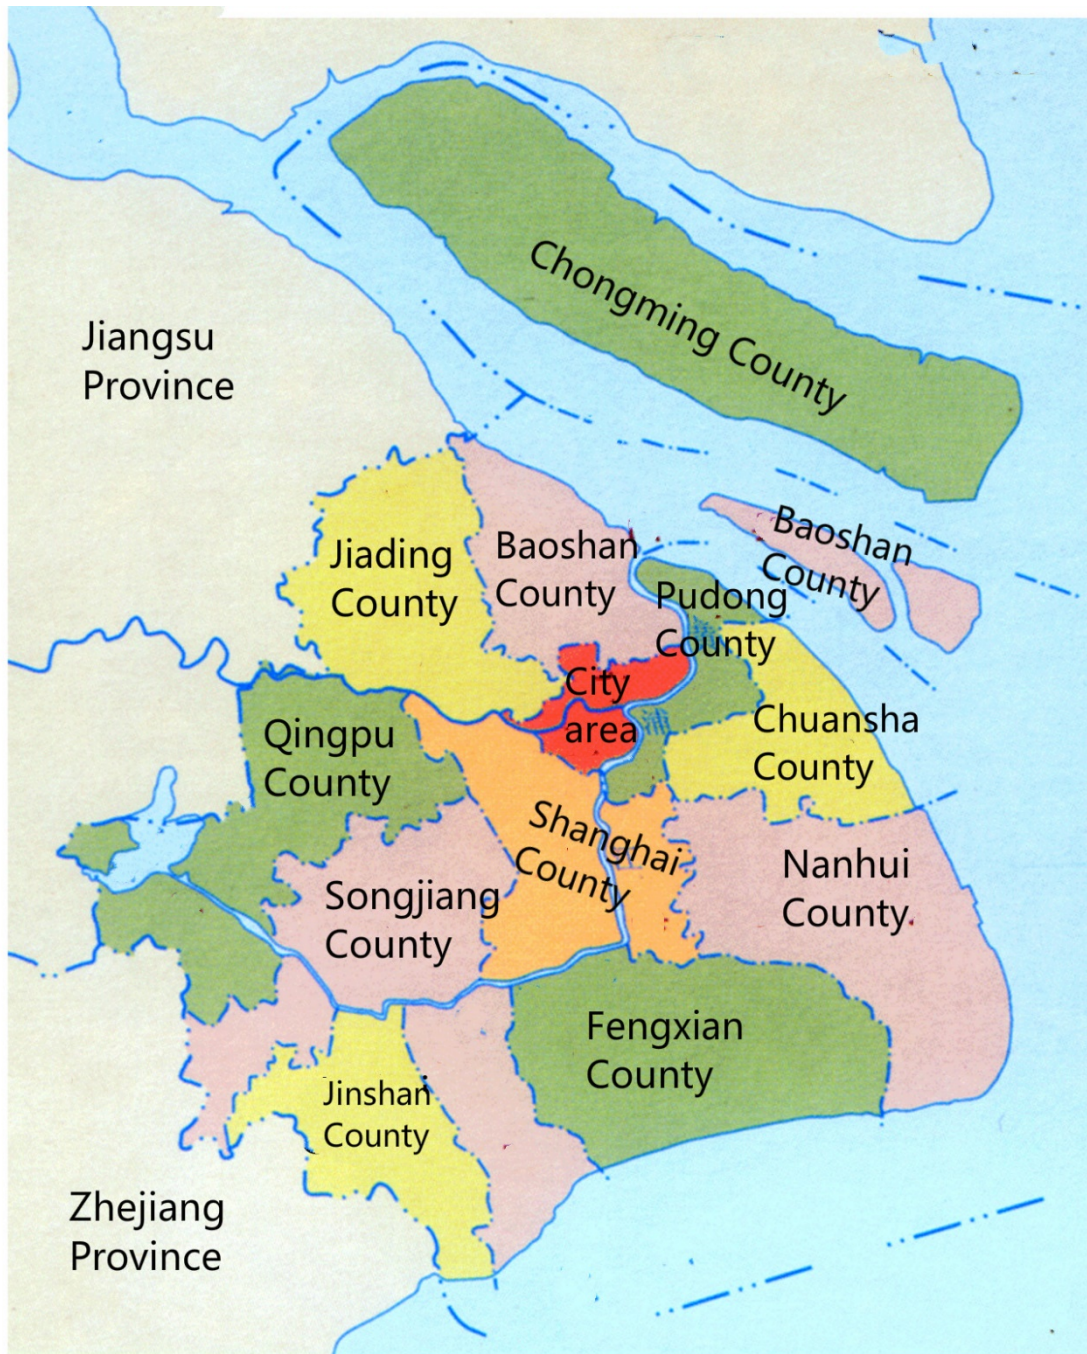 Chongming County
Jiangsu
Province
Baoshan
County
Jiading
County
Baoshan
County
Pudong
County
City
area
Qingpu
County
Chuansha
County
Shanghai
County
Nanhui
County
Songjiang
County
Fengxian
County
Jinshan
County
Zhejiang
Province